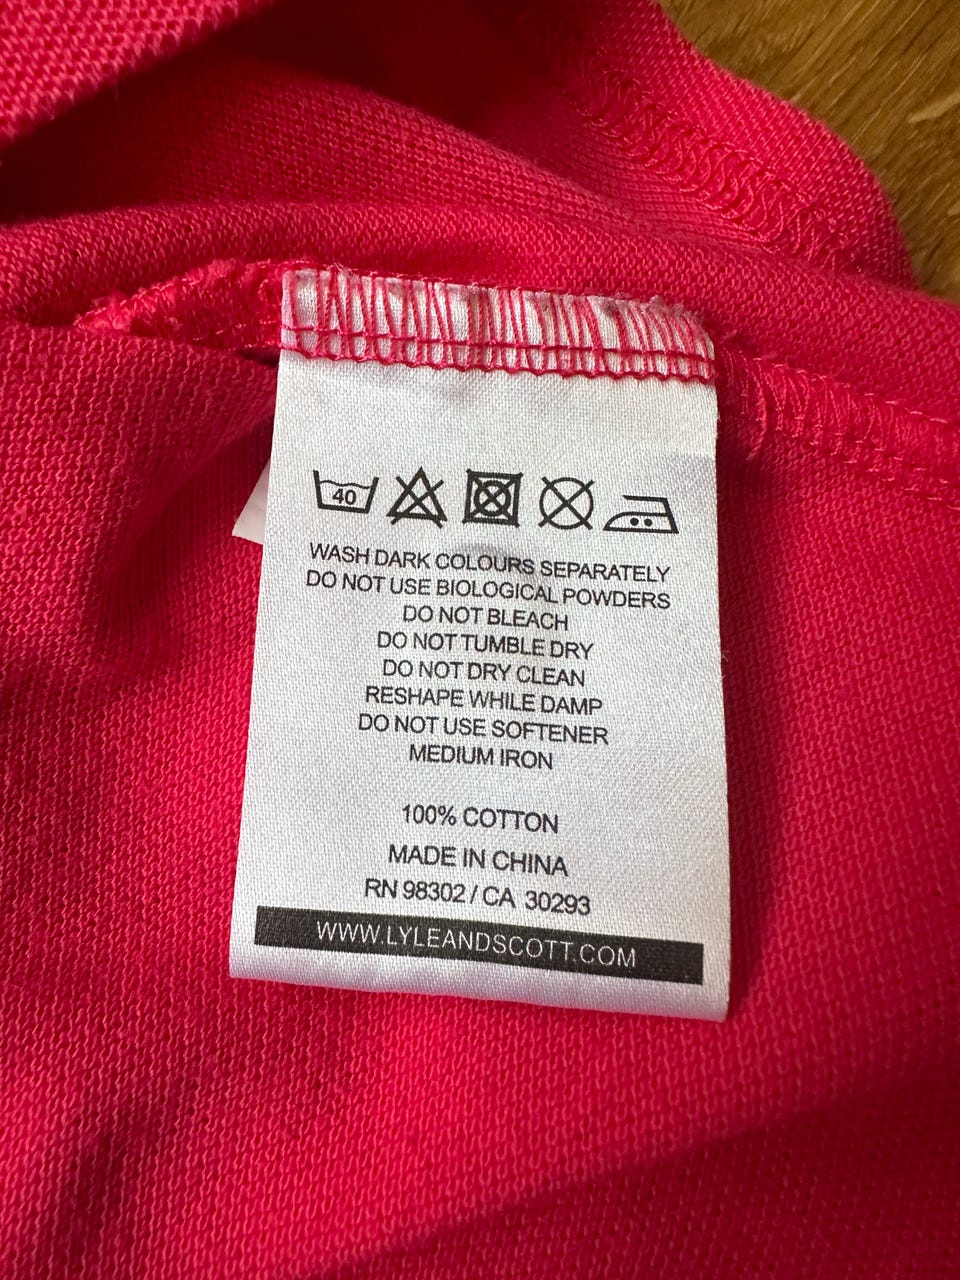 40
WASH DARK COLOURS SEPARATELY
DO NOT USE BIOLOGICAL POWDERS
DO NOT BLEACH
DO NOT TUMBLE DRY
DO NOT DRY CLEAN
RESHAPE WHILE DAMP
DO NOT USE SOFTENER
MEDIUM IRON
100% COTTON
MADE IN CHINA
RN 98302 / CA 30293
WWW.LYLEANDSCOTT.COM